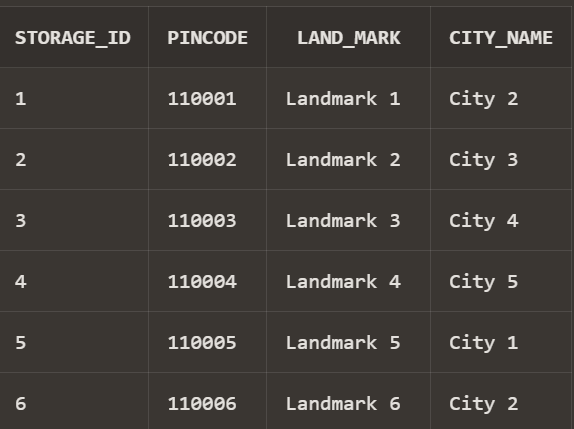 STORAGE_ID PINCODE LAND_MARK CITY_NAME
1 110001 Landmark 1 City 2
2 110002 Landmark 2 City 3
3 110003 Landmark 3 City 4
4 110004 Landmark 4 City 5
5 110005 Landmark 5 City 1
6 110006 Landmark 6 City 2